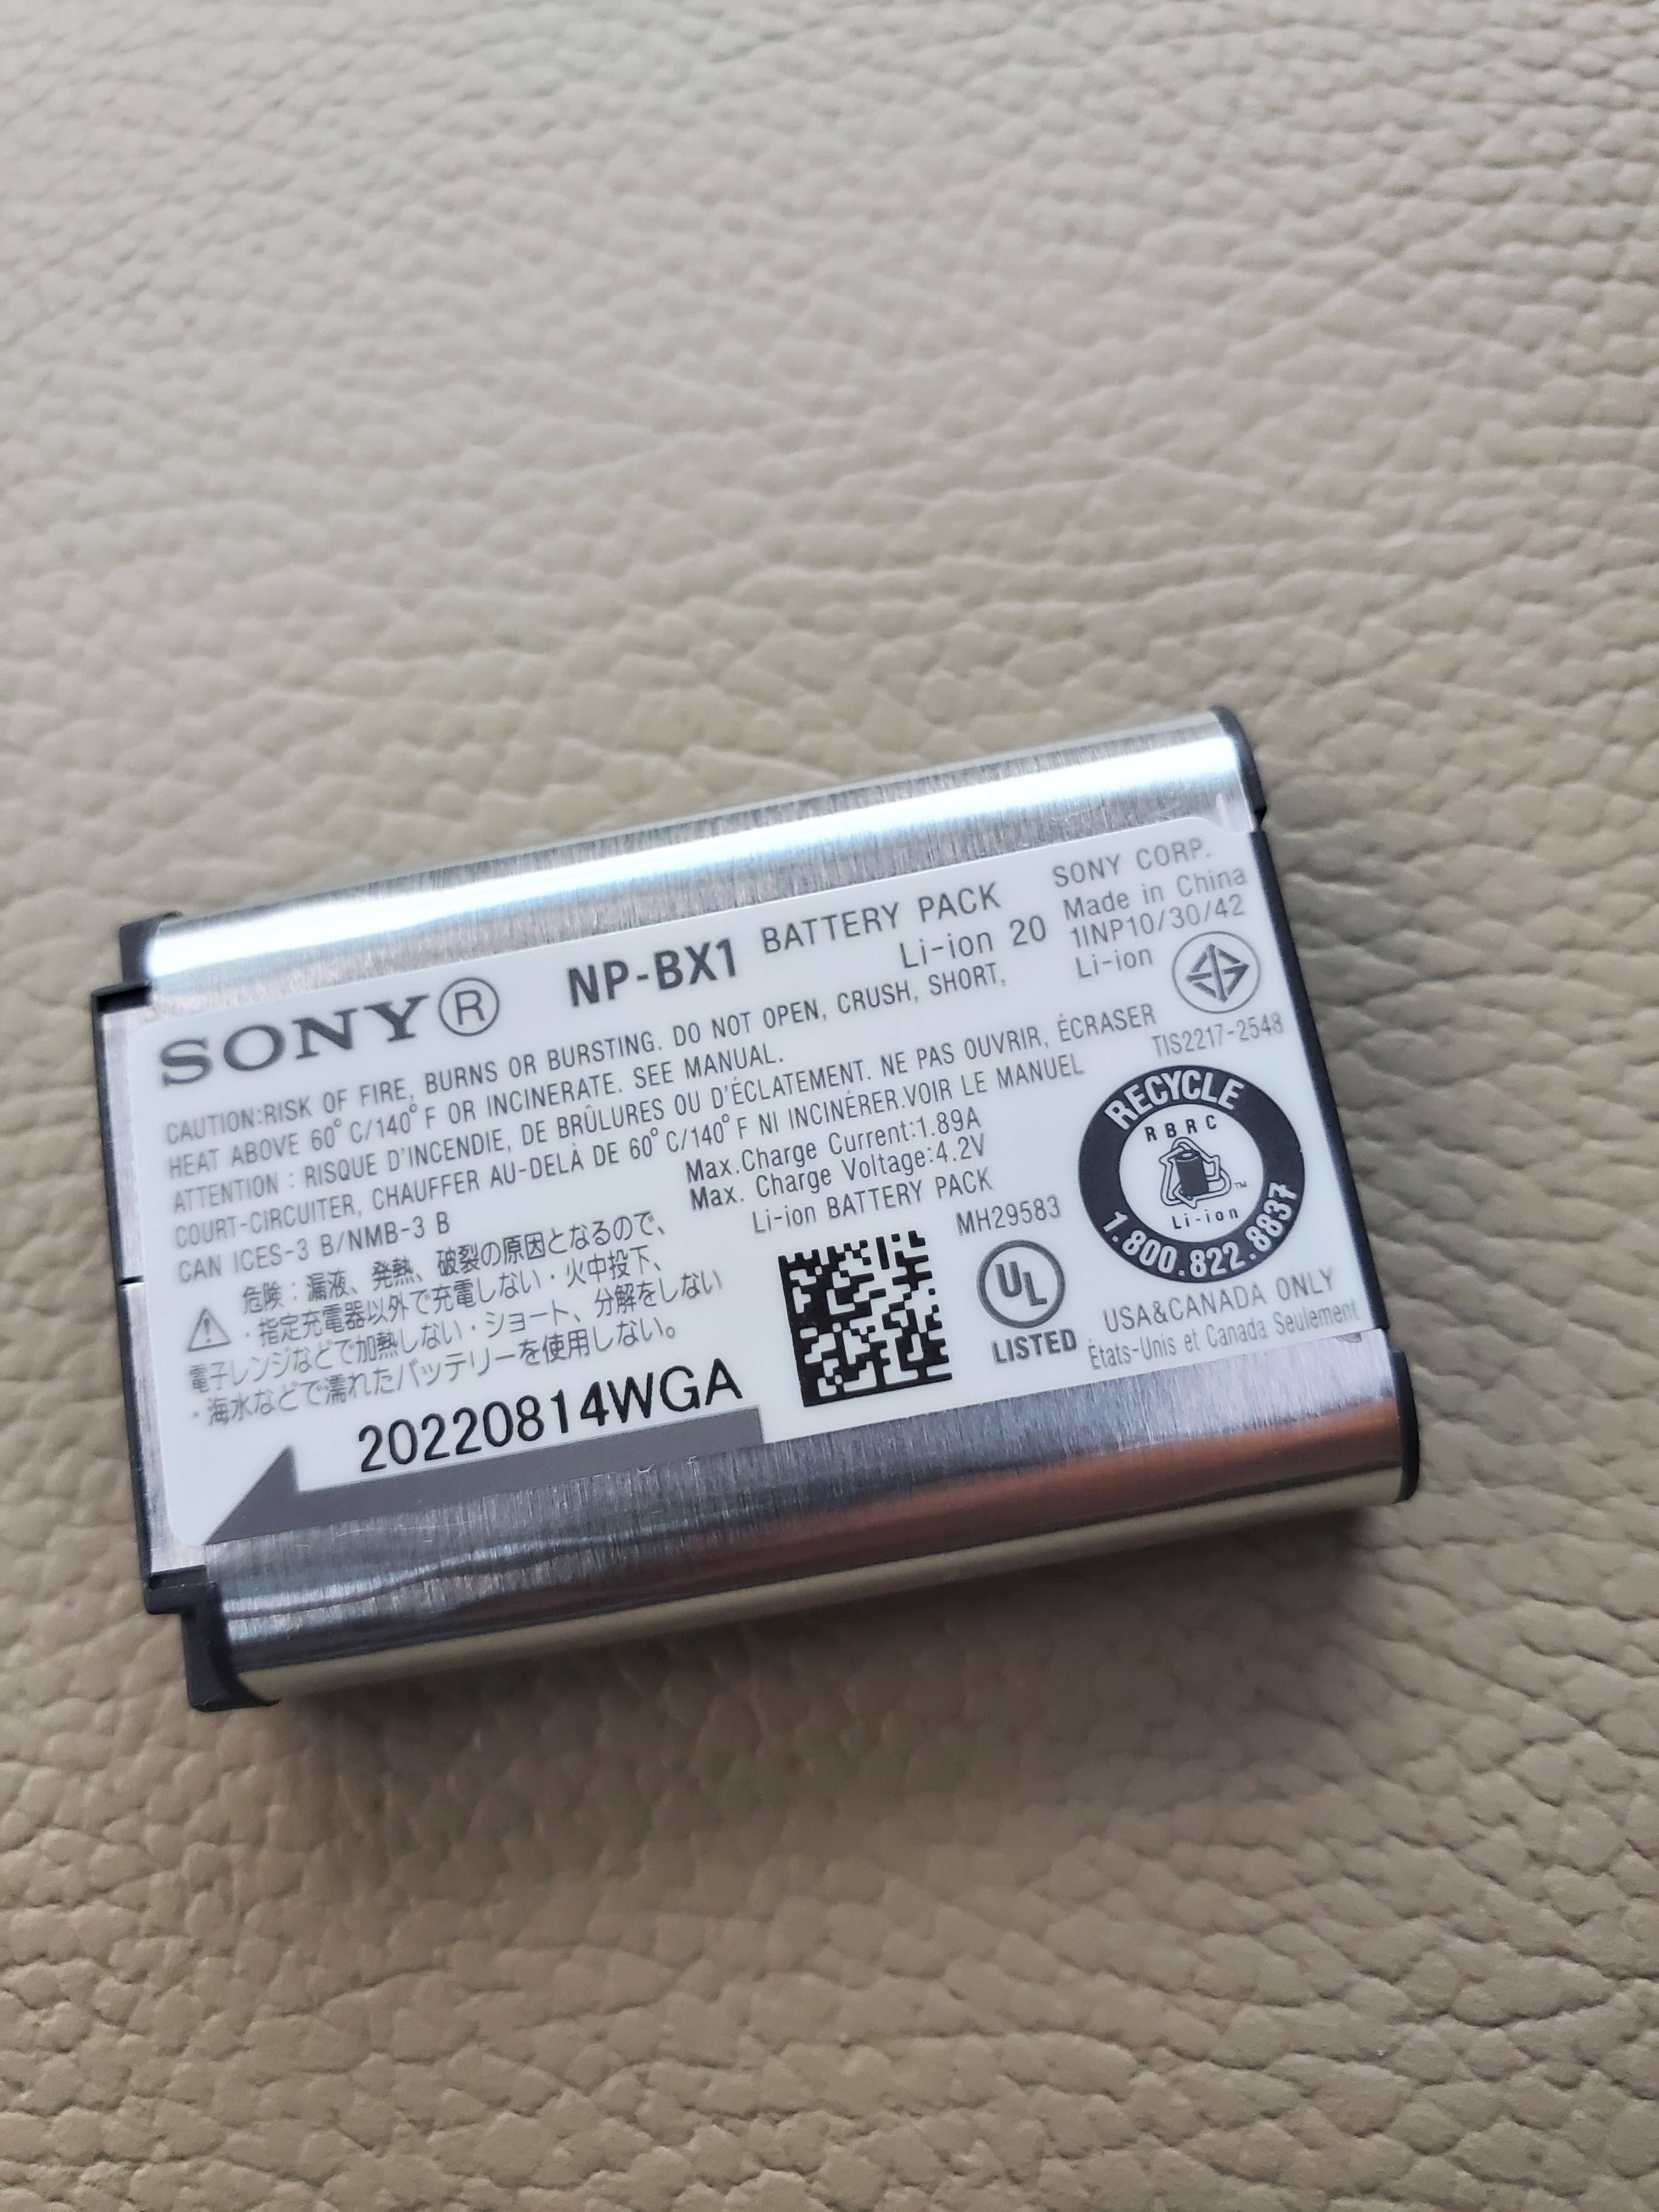 SONY® NP-BX1 BATTERY PACK
Li-ion 20
SONY CORP.
Made in China
1INP10/30/42
Li-ion
TIS2217-2548
CAUTION:RISK OF FIRE, BURNS OR BURSTING. DO NOT OPEN, CRUSH, SHORT,
HEAT ABOVE 60°C/140°F OR INCINERATE. SEE MANUAL.
ATTENTION : RISQUE D'INCENDIE, DE BRÛLURES OU D'ÉCLATEMENT. NE PAS OUVRIR, ÉCRASER
COURT-CIRCUITER, CHAUFFER AU-DELÀ DE 60°C/140°F NI INCINÉRER.VOIR LE MANUEL
CAN ICES-3 B/NMB-3 B
Max.Charge Current:1.89A
Max. Charge Voltage:4.2V
Li-ion BATTERY PACK
危険：漏液、発熱、破裂の原因となるので、
・指定充電器以外で充電しない・火中投下、
電子レンジなどで加熱しない・ショート、分解をしない
・海水などで濡れたバッテリーを使用しない。
20220814WGA
MH29583
UL
LISTED
RECYCLE
RBRC
TM
Li-ion
1.800.822.8837
USA&CANADA ONLY
États-Unis et Canada Seulement